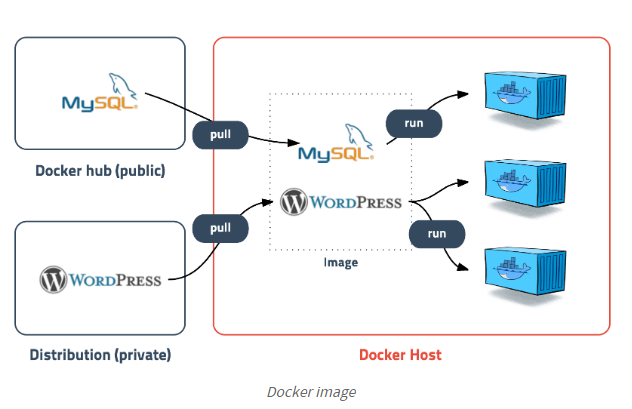 MySQL®
pull
Docker hub (public)
MySQL®
run
WORDPRESS
pull
WORDPRESS
run
Image
Distribution (private)
Docker Host
Docker image